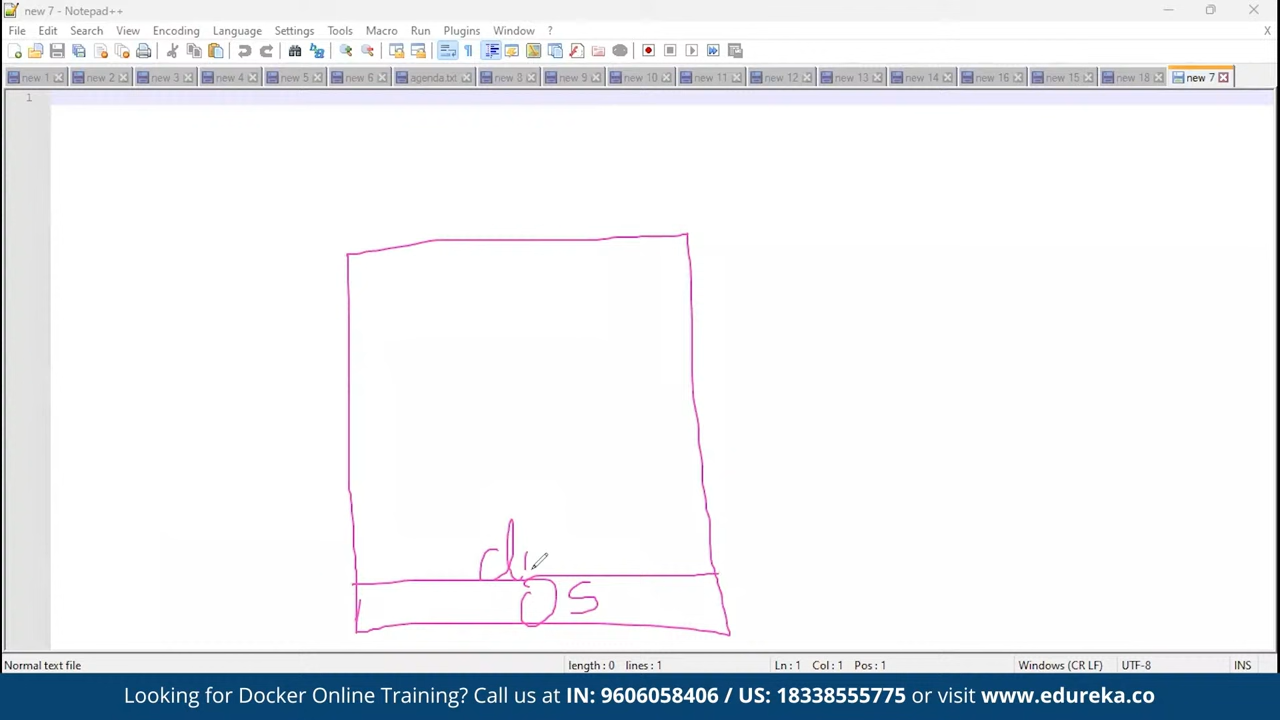 new 7 - Notepad++
File Edit Search View Encoding Language Settings Tools Macro Run Plugins Window ? X
new 1 new 2 new 3 new 4 new 5 new 6 agenda.txt new 8 new 9 new 10 new 11 new 12 new 13 new 14 new 16 new 15 new 18 new 7
1
di
OS
Normal text file length : 0 lines : 1 Ln : 1 Col : 1 Pos : 1 Windows (CR LF) UTF-8 INS
Looking for Docker Online Training? Call us at IN: 9606058406 / US: 18338555775 or visit www.edureka.co